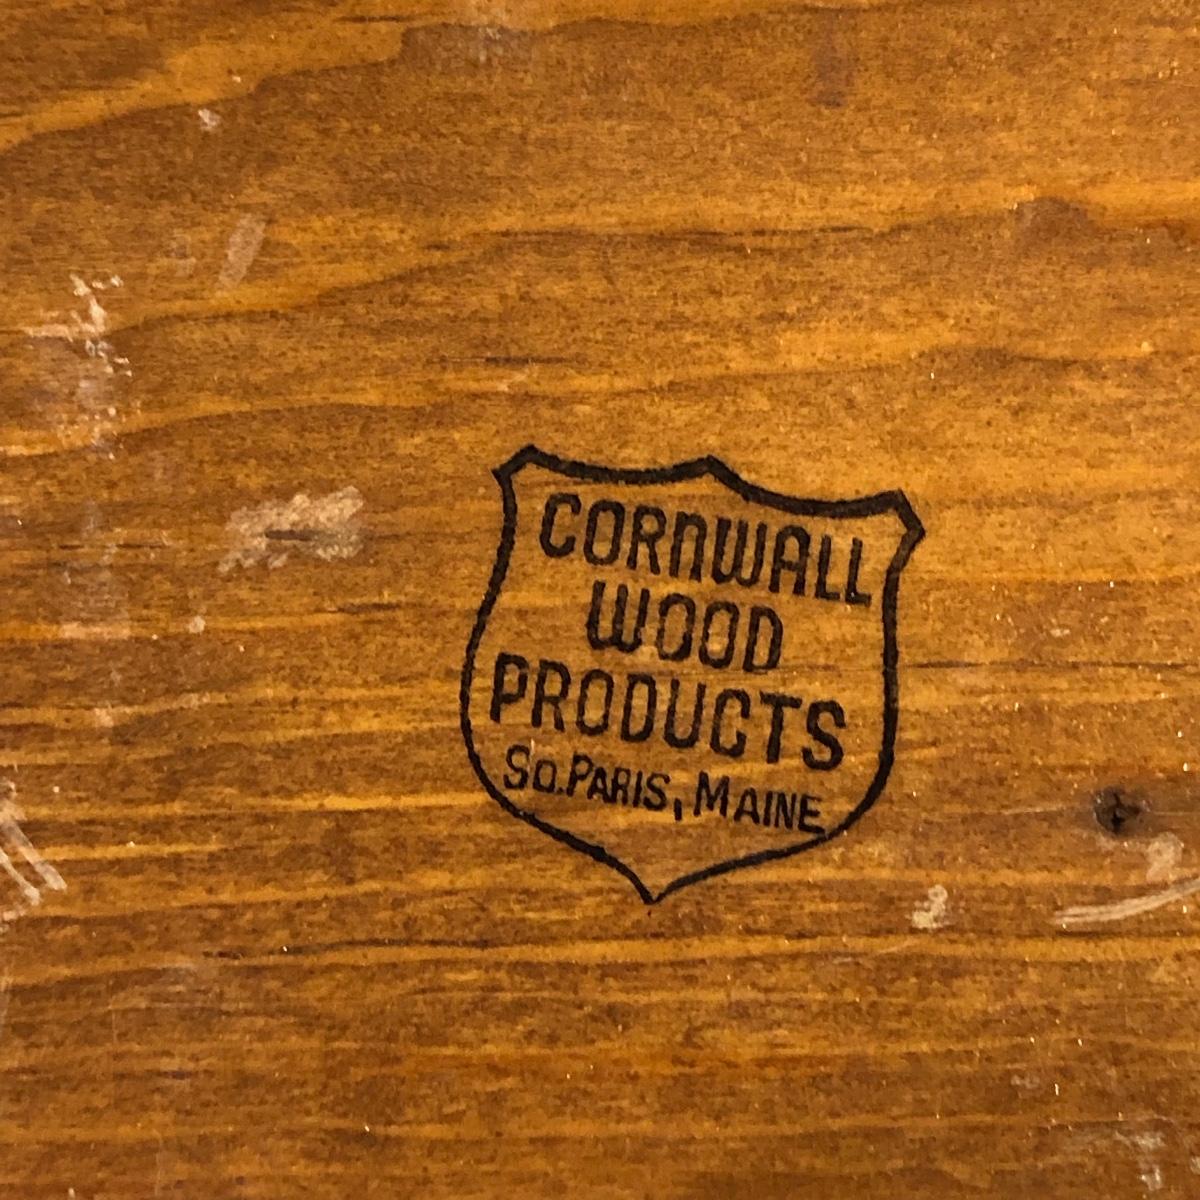 CORNWALL
WOOD
PRODUCTS
So. PARIS, MAINE